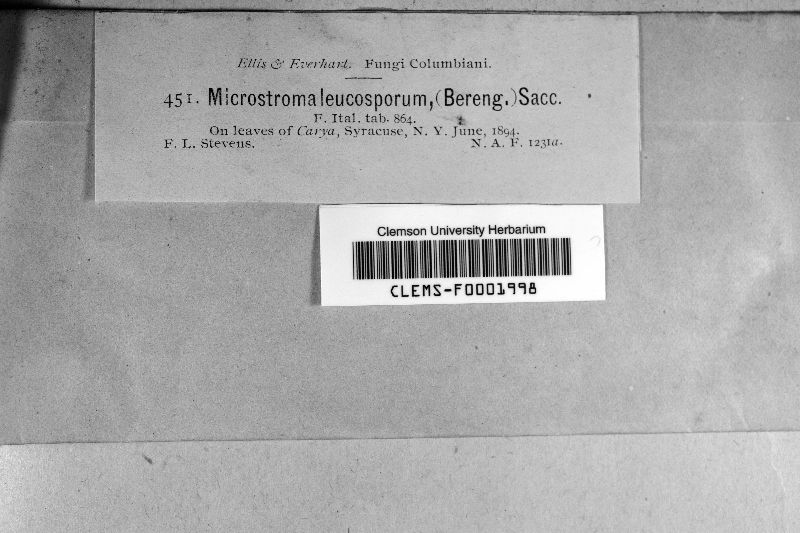 Ellis & Everhart. Fungi Columbiani.
451. Microstroma leucosporum, (Bereng.) Sacc.
F. Ital. tab. 864.
On leaves of Carya, Syracuse, N. Y. June, 1894.
F. L. Stevens. N. A. F. 1231a.
Clemson University Herbarium
CLEMS-F0001998